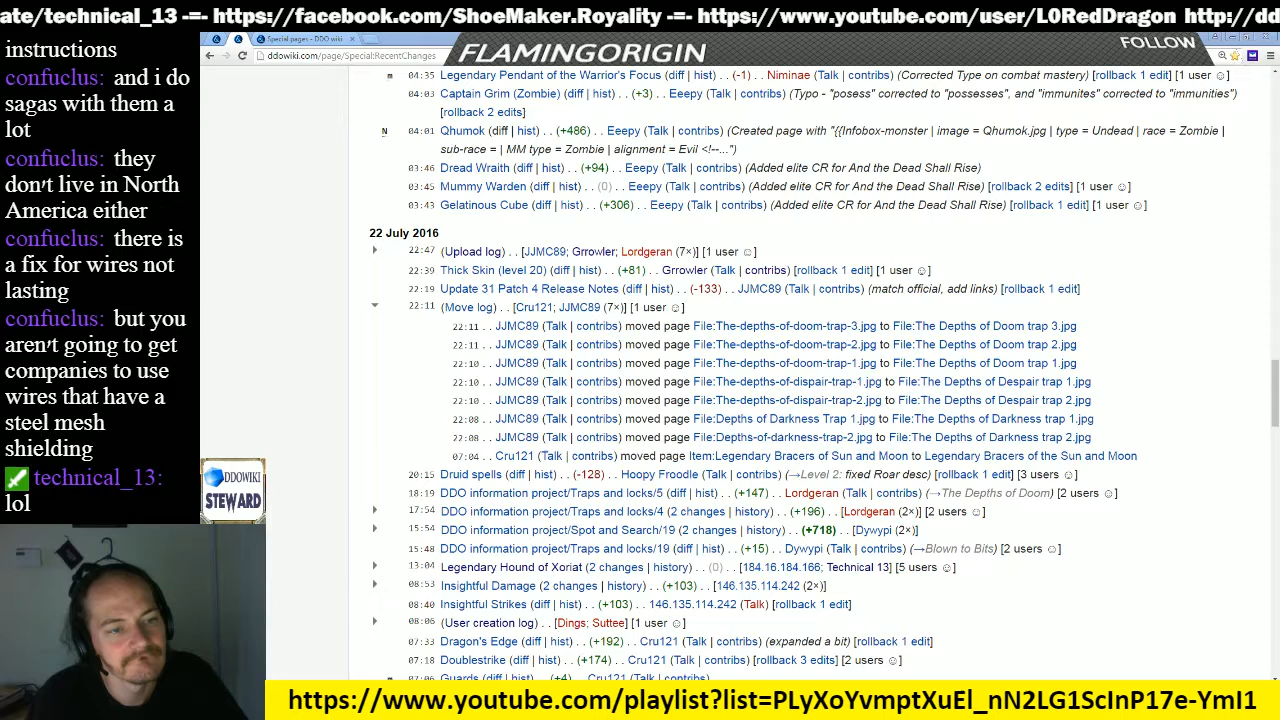 ate/technical_13 -=- https://facebook.com/ShoeMaker.Royality -=- https://www.youtube.com/user/L0RedDragon http://dd
instructions
confuclus: and i do
sagas with them a
lot
confuclus: they
don't live in North
America either
confuclus: there is
a fix for wires not
lasting
confuclus: but you
aren't going to get
companies to use
wires that have a
steel mesh
shielding
technical_13:
lol
DDOWIKI
STEWARD
Special pages - DDO wiki
ddowiki.com/page/Special:RecentChanges
FLAMINGORIGIN
FOLLOW
m 04:35 Legendary Pendant of the Warrior's Focus (diff | hist) . . (-1) . . Niminae (Talk | contribs) (Corrected Type on combat mastery) [rollback 1 edit] [1 user ☺]
04:03 Captain Grim (Zombie) (diff | hist) . . (+3) . . Eeepy (Talk | contribs) (Typo - "posess" corrected to "possesses", and "immunites" corrected to "immunities")
[rollback 2 edits]
N 04:01 Qhumok (diff | hist) . . (+486) . . Eeepy (Talk | contribs) (Created page with "{{Infobox-monster | image = Qhumok.jpg | type = Undead | race = Zombie |
sub-race = | MM type = Zombie | alignment = Evil <!--...")
03:46 Dread Wraith (diff | hist) . . (+94) . . Eeepy (Talk | contribs) (Added elite CR for And the Dead Shall Rise)
03:45 Mummy Warden (diff | hist) . . (0) . . Eeepy (Talk | contribs) (Added elite CR for And the Dead Shall Rise) [rollback 2 edits] [1 user ☺]
03:43 Gelatinous Cube (diff | hist) . . (+306) . . Eeepy (Talk | contribs) (Added elite CR for And the Dead Shall Rise) [rollback 1 edit] [1 user ☺]
22 July 2016
22:47 (Upload log) . . [JJMC89; Grrowler; Lordgeran (7×)] [1 user ☺]
22:39 Thick Skin (level 20) (diff | hist) . . (+81) . . Grrowler (Talk | contribs) [rollback 1 edit] [1 user ☺]
22:19 Update 31 Patch 4 Release Notes (diff | hist) . . (-133) . . JJMC89 (Talk | contribs) (match official, add links) [rollback 1 edit]
22:11 (Move log) . . [Cru121; JJMC89 (7×)] [1 user ☺]
22:11 . . JJMC89 (Talk | contribs) moved page File:The-depths-of-doom-trap-3.jpg to File:The Depths of Doom trap 3.jpg
22:11 . . JJMC89 (Talk | contribs) moved page File:The-depths-of-doom-trap-2.jpg to File:The Depths of Doom trap 2.jpg
22:10 . . JJMC89 (Talk | contribs) moved page File:The-depths-of-doom-trap-1.jpg to File:The Depths of Doom trap 1.jpg
22:10 . . JJMC89 (Talk | contribs) moved page File:The-depths-of-dispair-trap-1.jpg to File:The Depths of Despair trap 1.jpg
22:10 . . JJMC89 (Talk | contribs) moved page File:The-depths-of-dispair-trap-2.jpg to File:The Depths of Despair trap 2.jpg
22:08 . . JJMC89 (Talk | contribs) moved page File:Depths of Darkness Trap 1.jpg to File:The Depths of Darkness trap 1.jpg
22:08 . . JJMC89 (Talk | contribs) moved page File:Depths-of-darkness-trap-2.jpg to File:The Depths of Darkness trap 2.jpg
07:04 . . Cru121 (Talk | contribs) moved page Item:Legendary Bracers of Sun and Moon to Legendary Bracers of the Sun and Moon
20:15 Druid spells (diff | hist) . . (-128) . . Hoopy Froodle (Talk | contribs) (→Level 2: fixed Roar desc) [rollback 1 edit] [3 users ☺]
18:19 DDO information project/Traps and locks/5 (diff | hist) . . (+147) . . Lordgeran (Talk | contribs) (→The Depths of Doom) [2 users ☺]
17:54 DDO information project/Traps and locks/4 (2 changes | history) . . (+196) . . [Lordgeran (2×)] [2 users ☺]
15:54 DDO information project/Spot and Search/19 (2 changes | history) . . (+718) . . [Dywypi (2×)]
15:48 DDO information project/Traps and locks/19 (diff | hist) . . (+15) . . Dywypi (Talk | contribs) (→Blown to Bits) [2 users ☺]
13:04 Legendary Hound of Xoriat (2 changes | history) . . (0) . . [184.16.184.166; Technical 13] [5 users ☺]
08:53 Insightful Damage (2 changes | history) . . (+103) . . [146.135.114.242 (2×)]
08:40 Insightful Strikes (diff | hist) . . (+103) . . 146.135.114.242 (Talk) [rollback 1 edit]
08:06 (User creation log) . . [Dings; Suttee] [1 user ☺]
07:33 Dragon's Edge (diff | hist) . . (+192) . . Cru121 (Talk | contribs) (expanded a bit) [rollback 1 edit]
07:18 Doublestrike (diff | hist) . . (+174) . . Cru121 (Talk | contribs) [rollback 3 edits] [2 users ☺]
m 07:06 Guards (diff | hist) . . (+4) . . Cru121 (Talk | contribs)
https://www.youtube.com/playlist?list=PLyXoYvmptXuEl_nN2LG1ScInP17e-YmI1